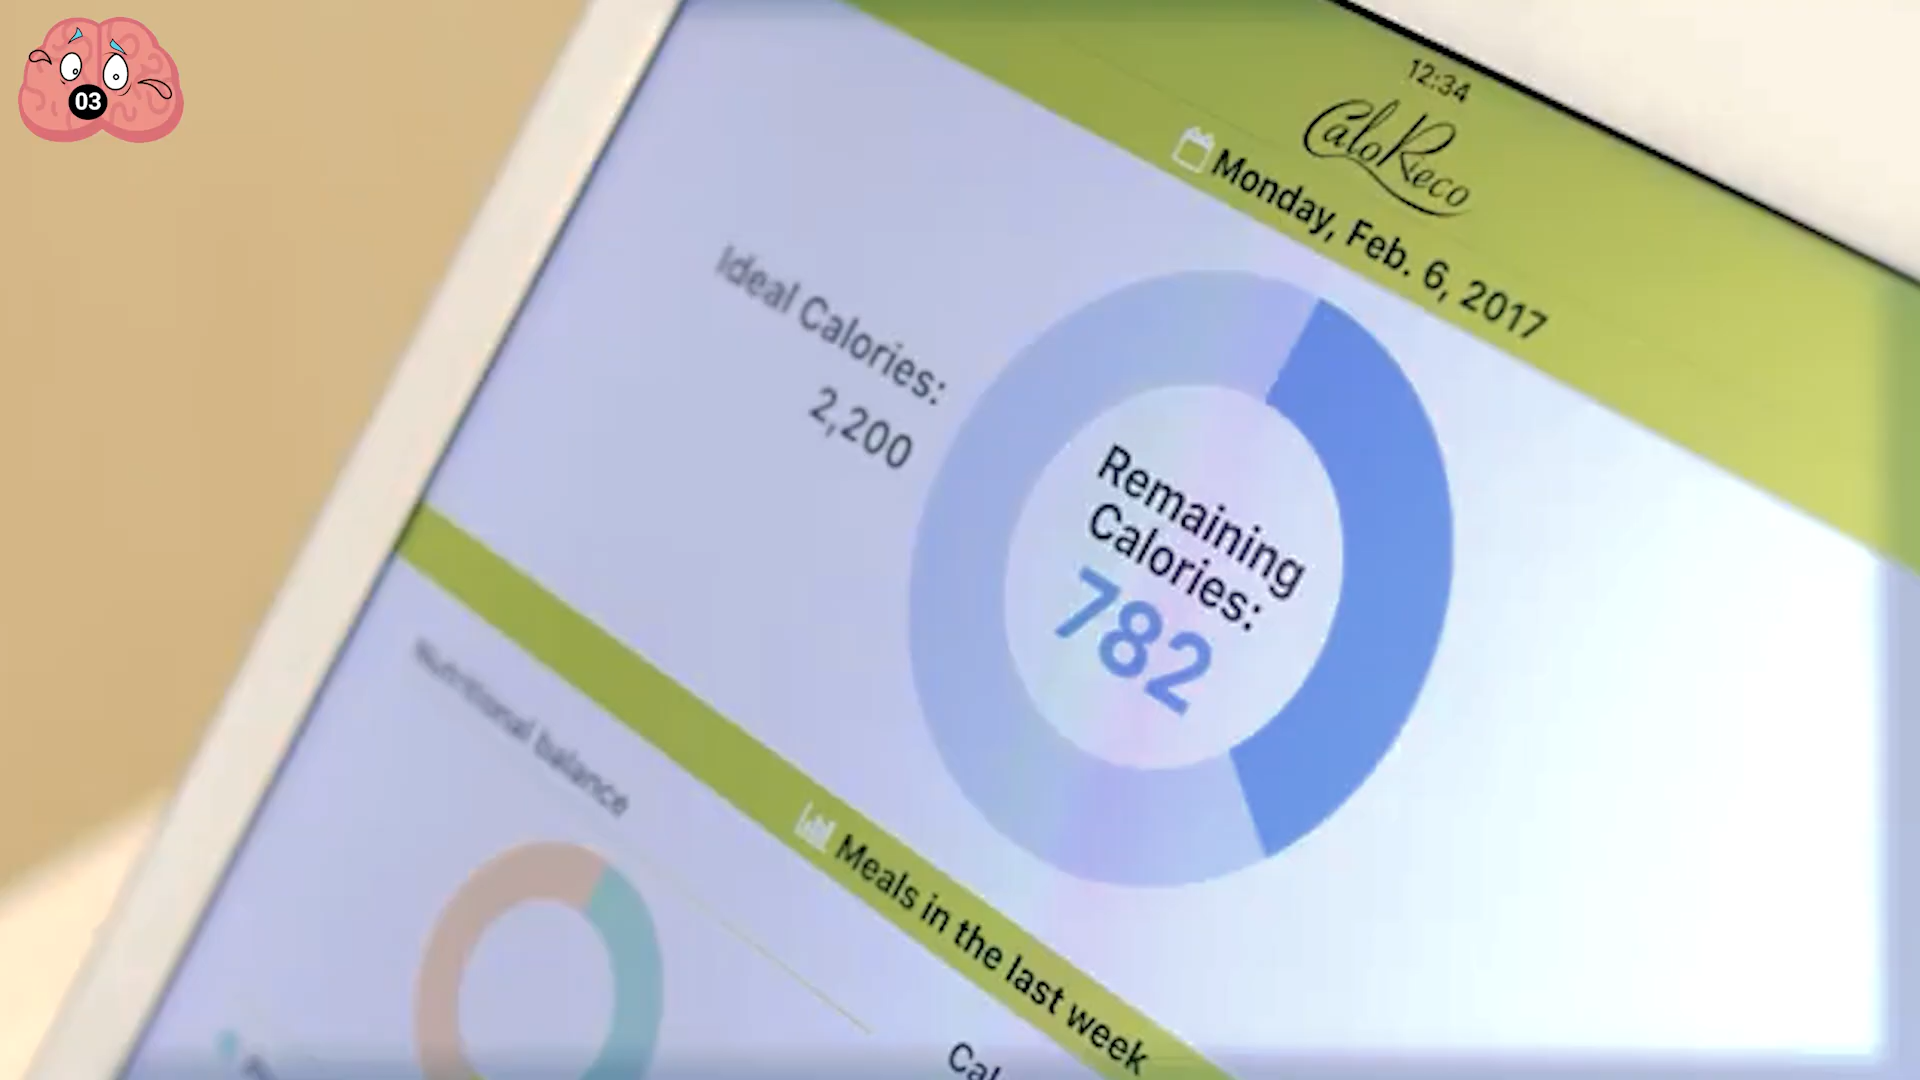 03
12:34
CaloRieco
Monday, Feb. 6, 2017
Ideal Calories:
2,200
Remaining
Calories:
782
Meals in the last week
Nutritional balance